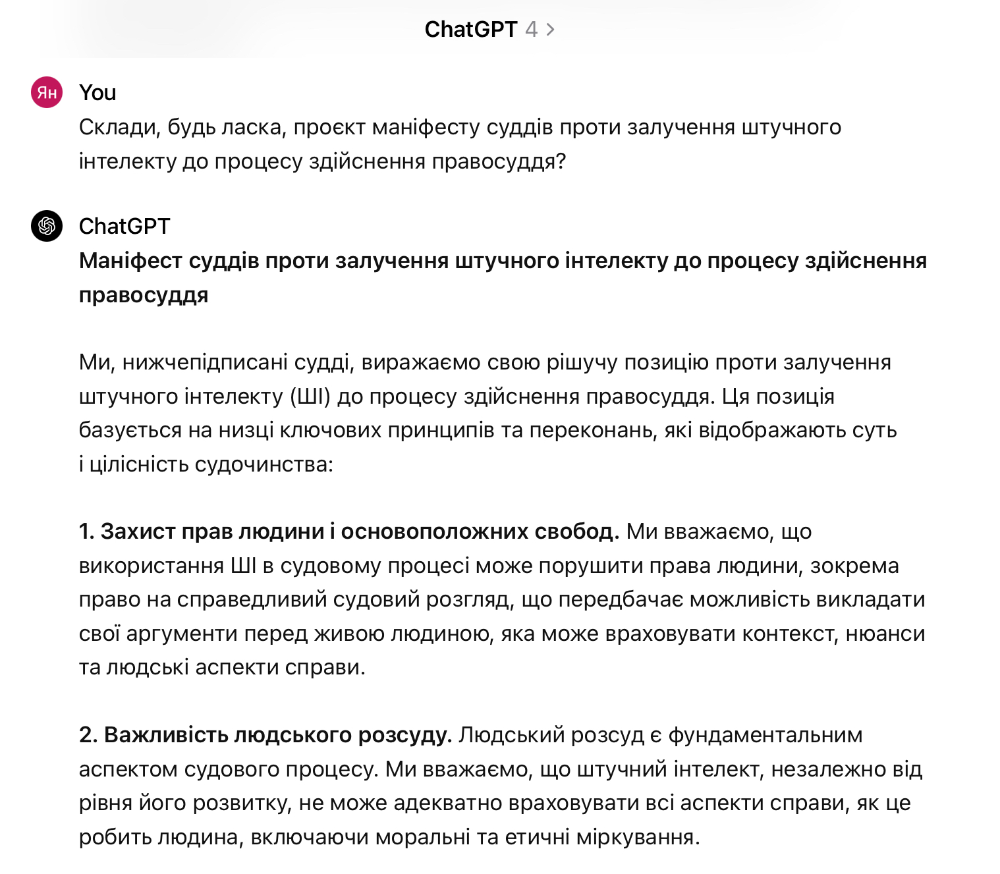 ChatGPT 4 >
Ян
You
Склади, будь ласка, проєкт маніфесту суддів проти залучення штучного
інтелекту до процесу здійснення правосуддя?
ChatGPT
Маніфест суддів проти залучення штучного інтелекту до процесу здійснення
правосуддя
Ми, нижчепідписані судді, виражаємо свою рішучу позицію проти залучення
штучного інтелекту (ШІ) до процесу здійснення правосуддя. Ця позиція
базується на низці ключових принципів та переконань, які відображають суть
і цілісність судочинства:
1. Захист прав людини і основоположних свобод. Ми вважаємо, що
використання ШІ в судовому процесі може порушити права людини, зокрема
право на справедливий судовий розгляд, що передбачає можливість викладати
свої аргументи перед живою людиною, яка може враховувати контекст, нюанси
та людські аспекти справи.
2. Важливість людського розсуду. Людський розсуд є фундаментальним
аспектом судового процесу. Ми вважаємо, що штучний інтелект, незалежно від
рівня його розвитку, не може адекватно враховувати всі аспекти справи, як це
робить людина, включаючи моральні та етичні міркування.